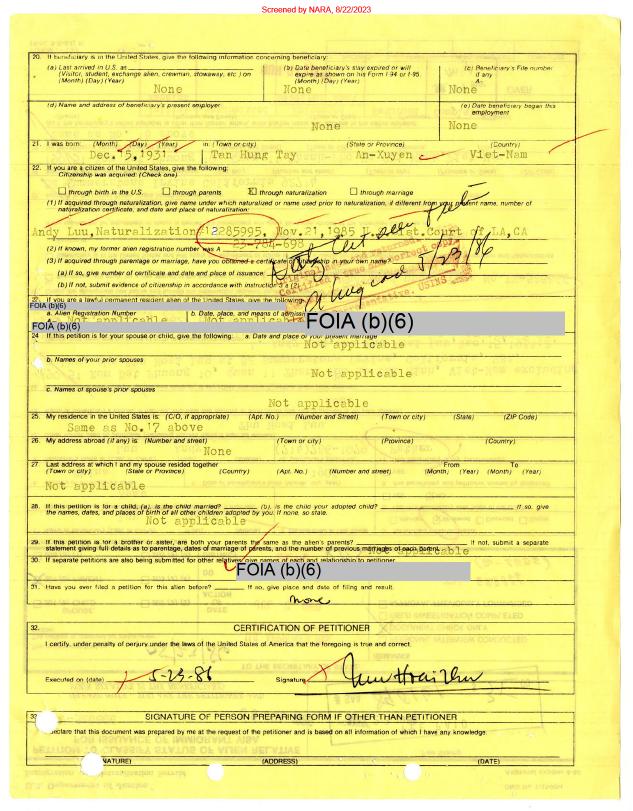 Screened by NARA, 8/22/2023
20. If beneficiary is in the United States, give the following information concerning beneficiary:
(a) Last arrived in U.S. as
(Visitor, student, exchange alien, crewman, stowaway, etc.) on
(Month) (Day) (Year)
None
(b) Date beneficiary's stay expired or will
expire as shown on his Form I-94 or I-95
(Month) (Day) (Year)
None
(c) Beneficiary's File number
if any
A-
None
(d) Name and address of beneficiary's present employer
None
(e) Date beneficiary began this
employment
None
21. I was born: (Month) (Day) (Year) in: (Town or city) (State or Province) (Country)
Dec.15,1931 Tan Hung Tay An-Xuyen Viet-Nam
22. If you are a citizen of the United States, give the following:
Citizenship was acquired: (Check one)
through birth in the U.S. through parents X through naturalization through marriage
(1) If acquired through naturalization, give name under which naturalized or name used prior to naturalization, if different from your present name, number of
naturalization certificate, and date and place of naturalization:
Andy Luu, Naturalization #12285995, Nov.21, 1985 Court of LA,CA
(2) If known, my former alien registration number was A 23-784-698
(3) If acquired through parentage or marriage, have you obtained a certificate of citizenship in your own name?
(a) If so, give number of certificate and date and place of issuance:
(b) If not, submit evidence of citizenship in accordance with instruction 3 a (2)
5/23/86
23. If you are a lawful permanent resident alien of the United States, give the following:
FOIA (b)(6)
a. Alien Registration Number b. Date, place, and means of admission
A- Not applicable Not applicable
FOIA (b)(6)
FOIA (b)(6)
24 If this petition is for your spouse or child, give the following: a. Date and place of your present marriage
Not applicable
b. Names of your prior spouses
Not applicable
c. Names of spouse's prior spouses
Not applicable
25. My residence in the United States is: (C/O, if appropriate) (Apt. No.) (Number and Street) (Town or city) (State) (ZIP Code)
Same as No.17 above
26. My address abroad (if any) is: (Number and street) (Town or city) (Province) (Country)
None
27. Last address at which I and my spouse resided together From To
(Town or city) (State or Province) (Country) (Apt. No.) (Number and street) (Month) (Year) (Month) (Year)
Not applicable
28. If this petition is for a child, (a). is the child married? (b). is the child your adopted child? If so, give
the names, dates, and places of birth of all other children adopted by you. If none, so state.
Not applicable
29. If this petition is for a brother or sister, are both your parents the same as the alien's parents? If not, submit a separate
statement giving full details as to parentage, dates of marriage of parents, and the number of previous marriages of each parent.
Not applicable
30. If separate petitions are also being submitted for other relatives, give names of each and relationship to petitioner
FOIA (b)(6)
31. Have you ever filed a petition for this alien before? If so, give place and date of filing and result.
none
32. CERTIFICATION OF PETITIONER
I certify, under penalty of perjury under the laws of the United States of America that the foregoing is true and correct.
Executed on (date) 5-23-86 Signature
33 SIGNATURE OF PERSON PREPARING FORM IF OTHER THAN PETITIONER
declare that this document was prepared by me at the request of the petitioner and is based on all information of which I have any knowledge.
(ADDRESS) (DATE)